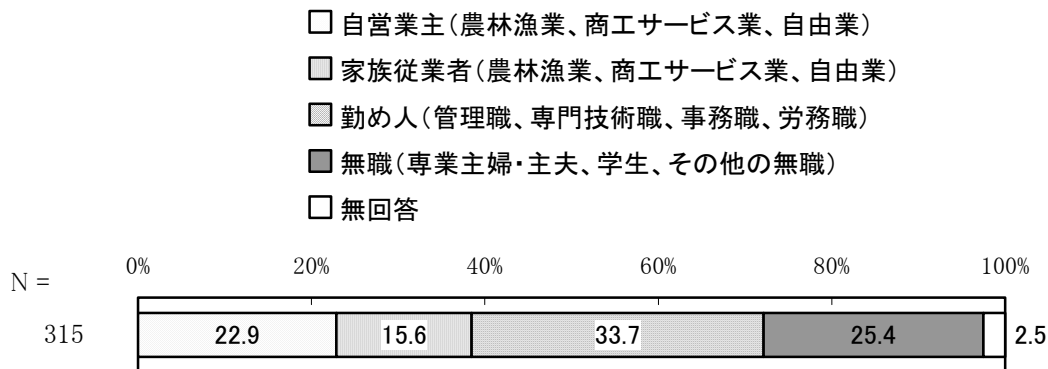 自営業主(農林漁業、商工サービス業、自由業)
家族従業者(農林漁業、商工サービス業、自由業)
勤め人(管理職、専門技術職、事務職、労務職)
無職(専業主婦・主夫、学生、その他の無職)
無回答
0% 20% 40% 60% 80% 100%
N =
315 22.9 15.6 33.7 25.4 2.5